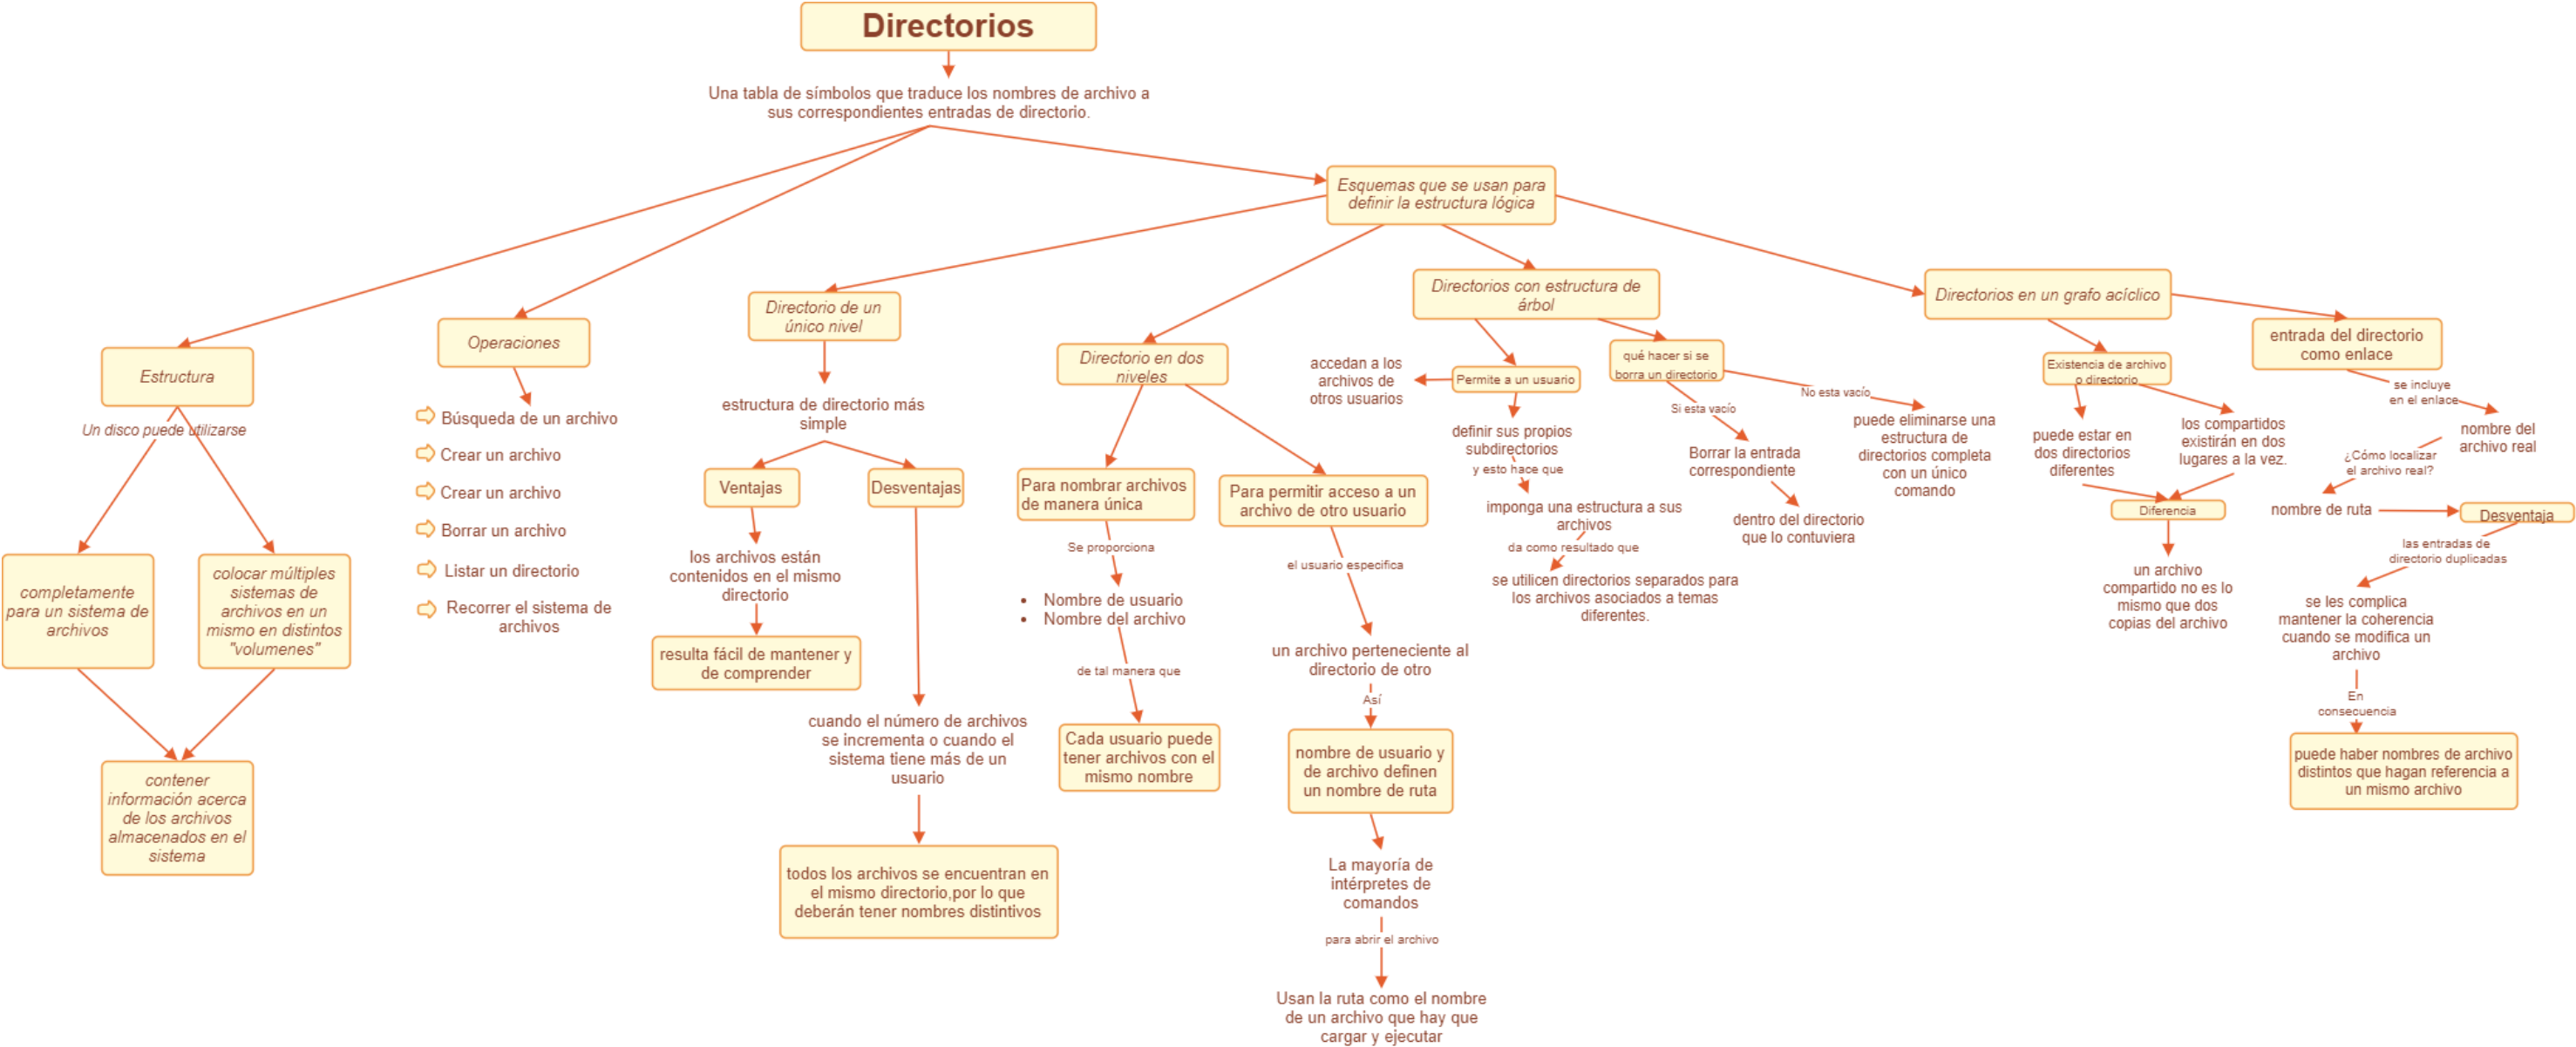 Directorios
Una tabla de símbolos que traduce los nombres de archivo a
sus correspondientes entradas de directorio.
Estructura
Un disco puede utilizarse
completamente
para un sistema de
archivos
colocar múltiples
sistemas de
archivos en un
mismo en distintos
"volumenes"
contener
información acerca
de los archivos
almacenados en el
sistema
Operaciones
Búsqueda de un archivo
Crear un archivo
Crear un archivo
Borrar un archivo
Listar un directorio
Recorrer el sistema de
archivos
Esquemas que se usan para
definir la estructura lógica
Directorio de un
único nivel
estructura de directorio más
simple
Ventajas
los archivos están
contenidos en el mismo
directorio
resulta fácil de mantener y
de comprender
Desventajas
cuando el número de archivos
se incrementa o cuando el
sistema tiene más de un
usuario
todos los archivos se encuentran en
el mismo directorio,por lo que
deberán tener nombres distintivos
Directorio en dos
niveles
Para nombrar archivos
de manera única
Se proporciona
• Nombre de usuario
• Nombre del archivo
de tal manera que
Cada usuario puede
tener archivos con el
mismo nombre
Para permitir acceso a un
archivo de otro usuario
el usuario especifica
un archivo perteneciente al
directorio de otro
Así
nombre de usuario y
de archivo definen
un nombre de ruta
La mayoría de
intérpretes de
comandos
para abrir el archivo
Usan la ruta como el nombre
de un archivo que hay que
cargar y ejecutar
Directorios con estructura de
árbol
Permite a un usuario
accedan a los
archivos de
otros usuarios
definir sus propios
subdirectorios
y esto hace que
imponga una estructura a sus
archivos
da como resultado que
se utilicen directorios separados para
los archivos asociados a temas
diferentes.
qué hacer si se
borra un directorio
Si esta vacío
Borrar la entrada
correspondiente
dentro del directorio
que lo contuviera
No esta vacío
puede eliminarse una
estructura de
directorios completa
con un único
comando
Directorios en un grafo acíclico
Existencia de archivo
o directorio
puede estar en
dos directorios
diferentes
los compartidos
existirán en dos
lugares a la vez.
Diferencia
un archivo
compartido no es lo
mismo que dos
copias del archivo
entrada del directorio
como enlace
se incluye
en el enlace
nombre del
archivo real
¿Cómo localizar
el archivo real?
nombre de ruta
Desventaja
las entradas de
directorio duplicadas
se les complica
mantener la coherencia
cuando se modifica un
archivo
En
consecuencia
puede haber nombres de archivo
distintos que hagan referencia a
un mismo archivo